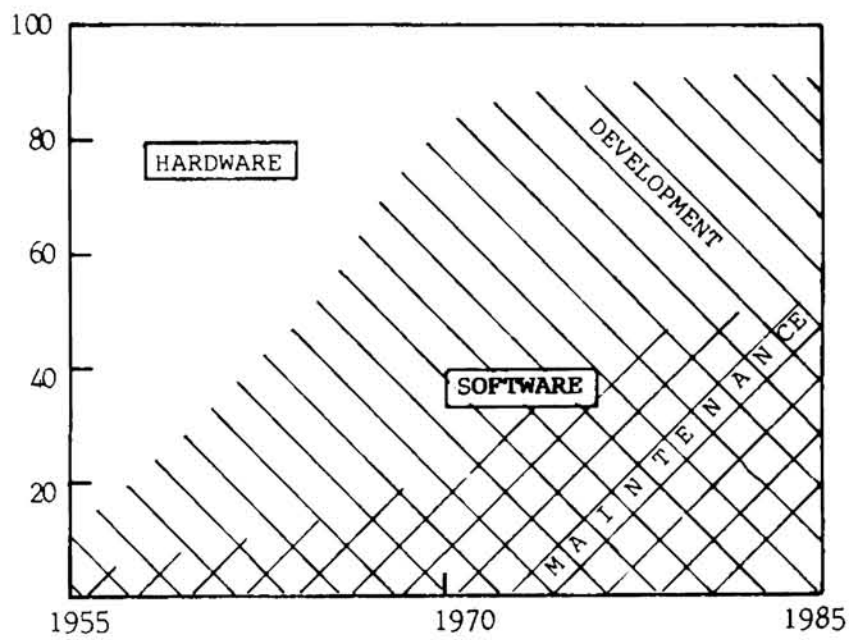 100
80
HARDWARE
DEVELOPMENT
60
40
SOFTWARE
MAINTENANCE
20
1955
1970
1985